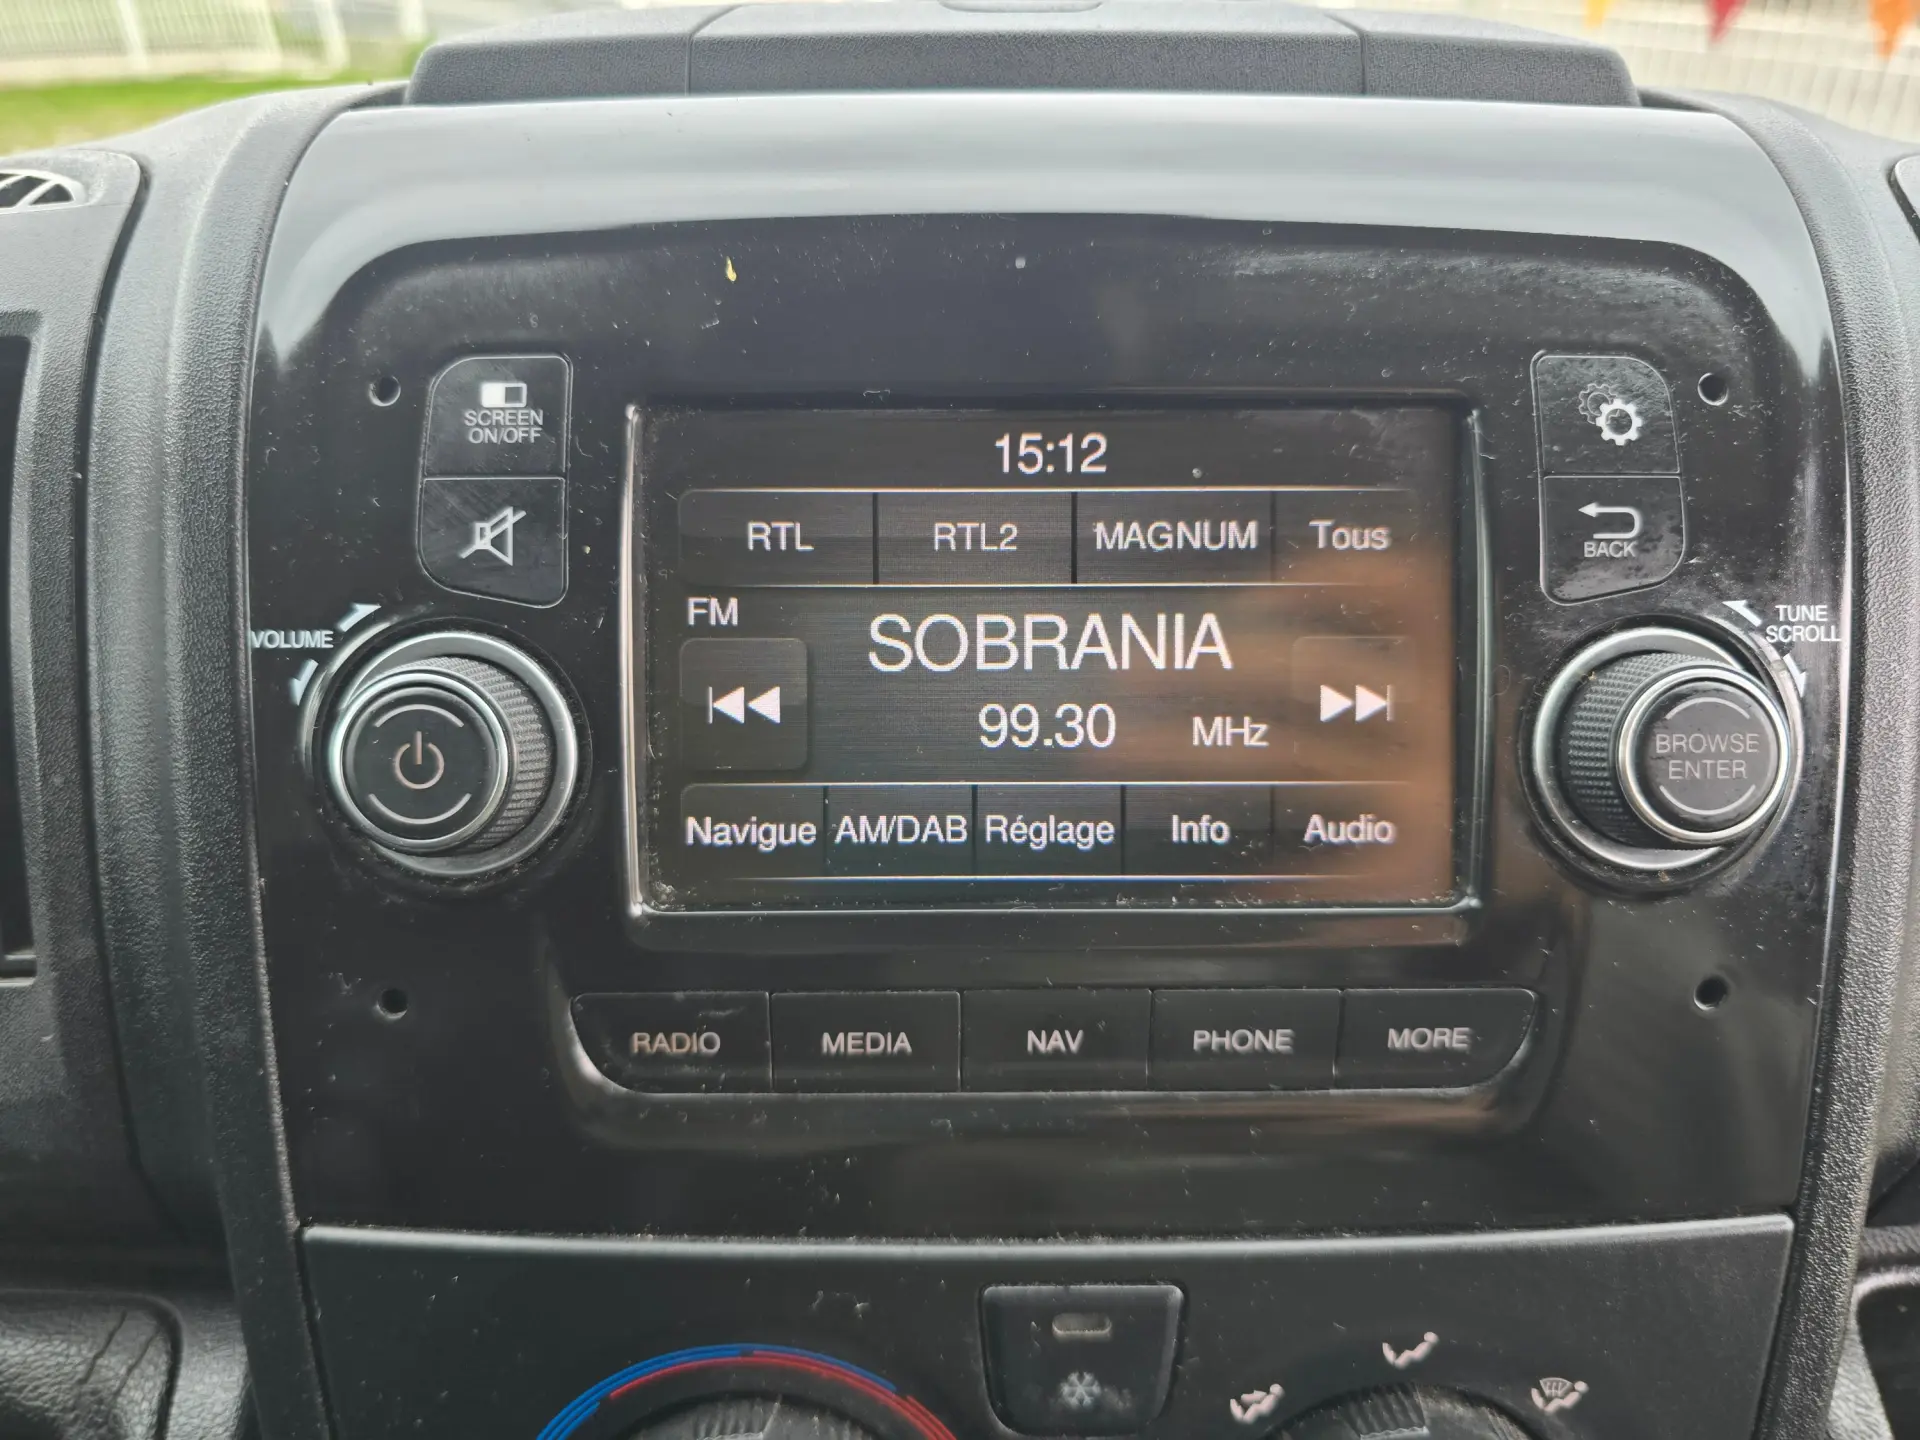 SCREEN
ON/OFF
VOLUME
15:12
RTL RTL2 MAGNUM Tous
FM
SOBRANIA
99.30 MHz
Navigue AM/DAB Réglage Info Audio
BACK
TUNE
SCROLL
BROWSE
ENTER
RADIO MEDIA NAV PHONE MORE